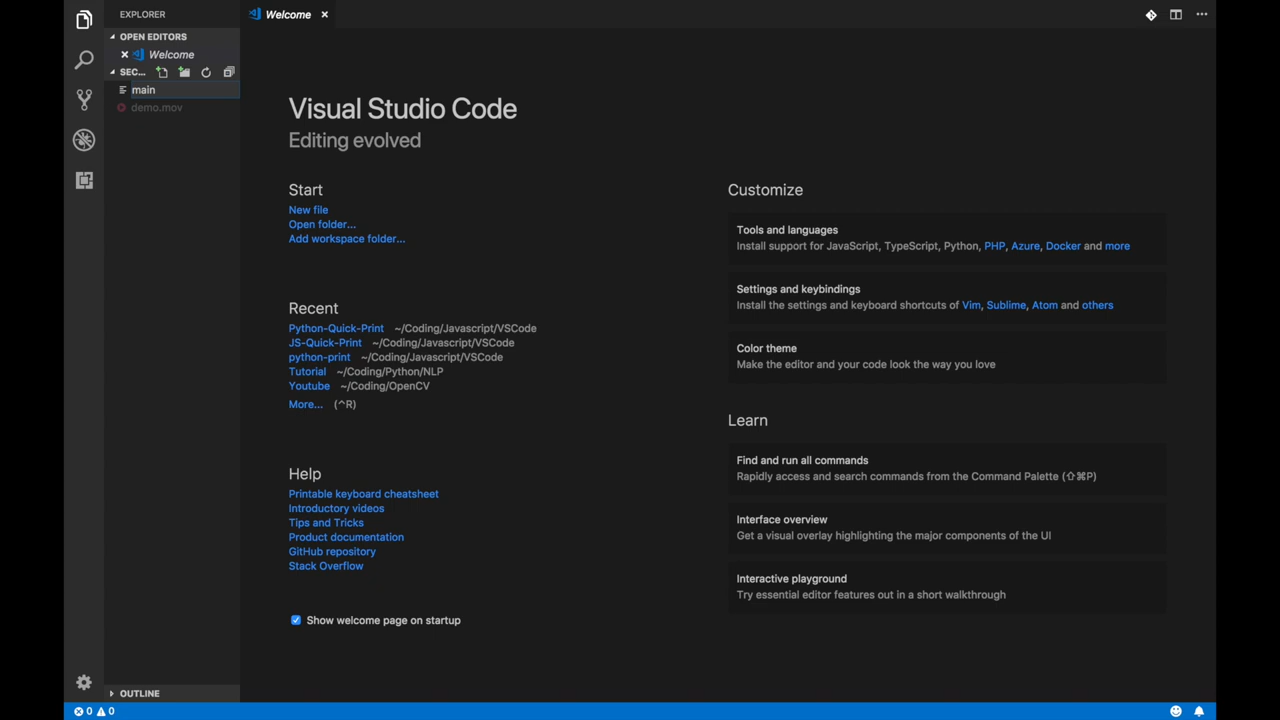 EXPLORER
OPEN EDITORS
Welcome
SEC...
main
demo.mov
OUTLINE
Welcome
Visual Studio Code
Editing evolved
Start
New file
Open folder...
Add workspace folder...
Recent
Python-Quick-Print ~/Coding/Javascript/VSCode
JS-Quick-Print ~/Coding/Javascript/VSCode
python-print ~/Coding/Javascript/VSCode
Tutorial ~/Coding/Python/NLP
Youtube ~/Coding/OpenCV
More... (^R)
Help
Printable keyboard cheatsheet
Introductory videos
Tips and Tricks
Product documentation
GitHub repository
Stack Overflow
Show welcome page on startup
Customize
Tools and languages
Install support for JavaScript, TypeScript, Python, PHP, Azure, Docker and more
Settings and keybindings
Install the settings and keyboard shortcuts of Vim, Sublime, Atom and others
Color theme
Make the editor and your code look the way you love
Learn
Find and run all commands
Rapidly access and search commands from the Command Palette (⇧⌘P)
Interface overview
Get a visual overlay highlighting the major components of the UI
Interactive playground
Try essential editor features out in a short walkthrough
0 0